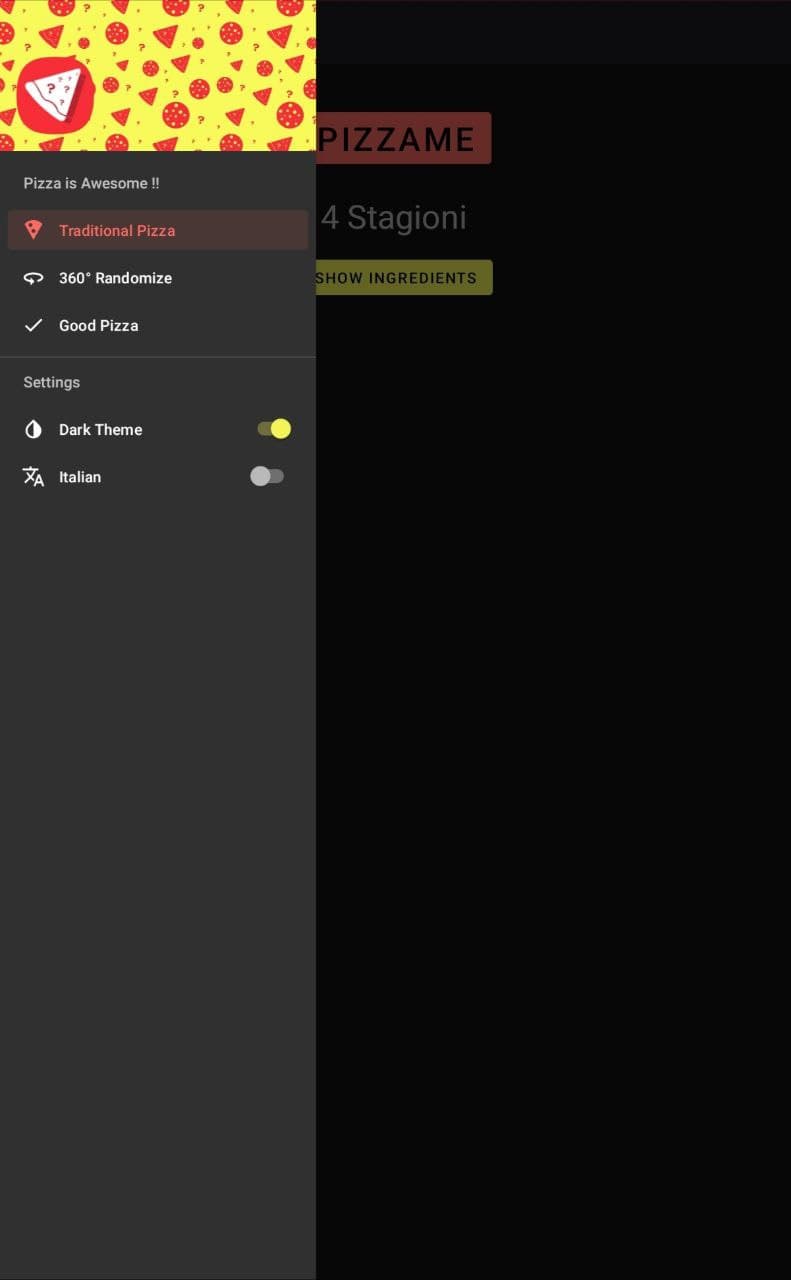 Pizza is Awesome !!
Traditional Pizza
360° Randomize
Good Pizza
Settings
Dark Theme
Italian
PIZZAME
4 Stagioni
SHOW INGREDIENTS